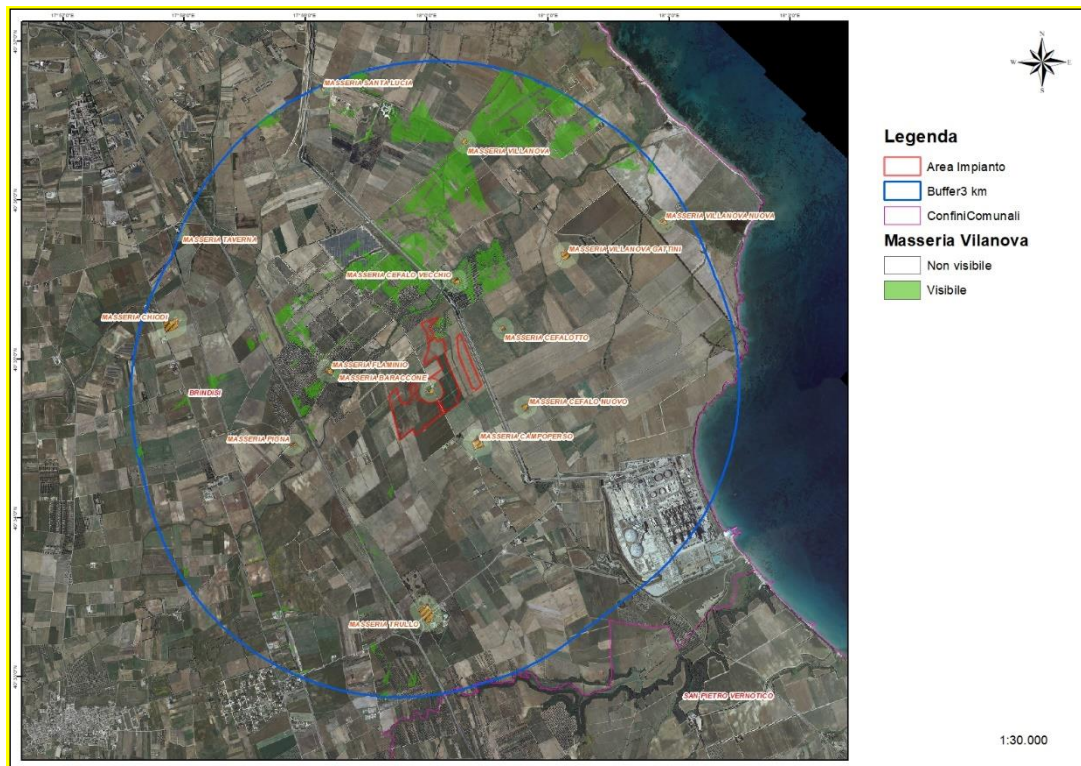 N
W E
S
Legenda
Area Impianto
Buffer3 km
ConfiniComunali
Masseria Vilanova
Non visibile
Visibile
1:30.000
MASSERIA SANTA LUCIA
MASSERIA VILLANOVA
MASSERIA VILLANOVA NUOVA
MASSERIA TAVERNA
MASSERIA VILLANOVA GATTINI
MASSERIA CEFALO VECCHIO
MASSERIA CHIODI
MASSERIA CEFALOTTO
MASSERIA FLAMINIO
MASSERIA BARACCONE
BRINDISI
MASSERIA CEFALO NUOVO
MASSERIA PIGNA
MASSERIA CAMPOPERSO
MASSERIA TRULLO
SAN PIETRO VERNOTICO